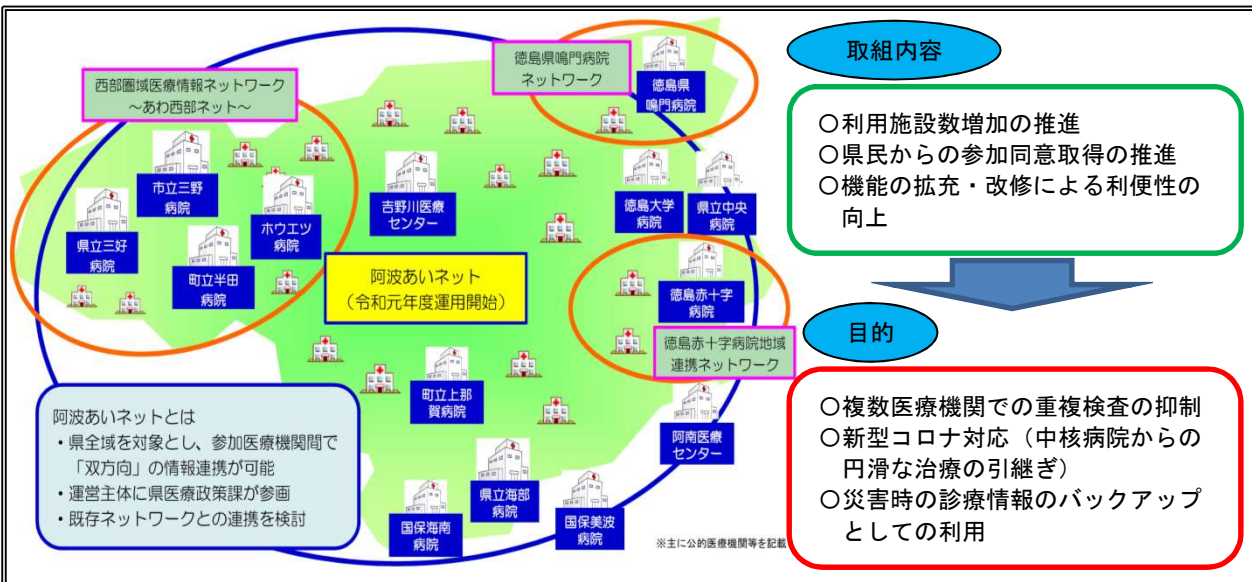 西部圏域医療情報ネットワーク
～あわ西部ネット～
徳島県鳴門病院
ネットワーク
徳島県
鳴門病院
市立三野
病院
県立三好
病院
町立半田
病院
ホウエツ
病院
吉野川医療
センター
徳島大学
病院
県立中央
病院
阿波あいネット
（令和元年度運用開始）
徳島赤十字
病院
徳島赤十字病院地域
連携ネットワーク
町立上那
賀病院
阿南医療
センター
県立海部
病院
国保海南
病院
国保美波
病院
※主に公的医療機関等を記載
阿波あいネットとは
・県全域を対象とし、参加医療機関間で
「双方向」の情報連携が可能
・運営主体に県医療政策課が参画
・既存ネットワークとの連携を検討
取組内容
○利用施設数増加の推進
○県民からの参加同意取得の推進
○機能の拡充・改修による利便性の
向上
目的
○複数医療機関での重複検査の抑制
○新型コロナ対応（中核病院からの
円滑な治療の引継ぎ）
○災害時の診療情報のバックアップ
としての利用